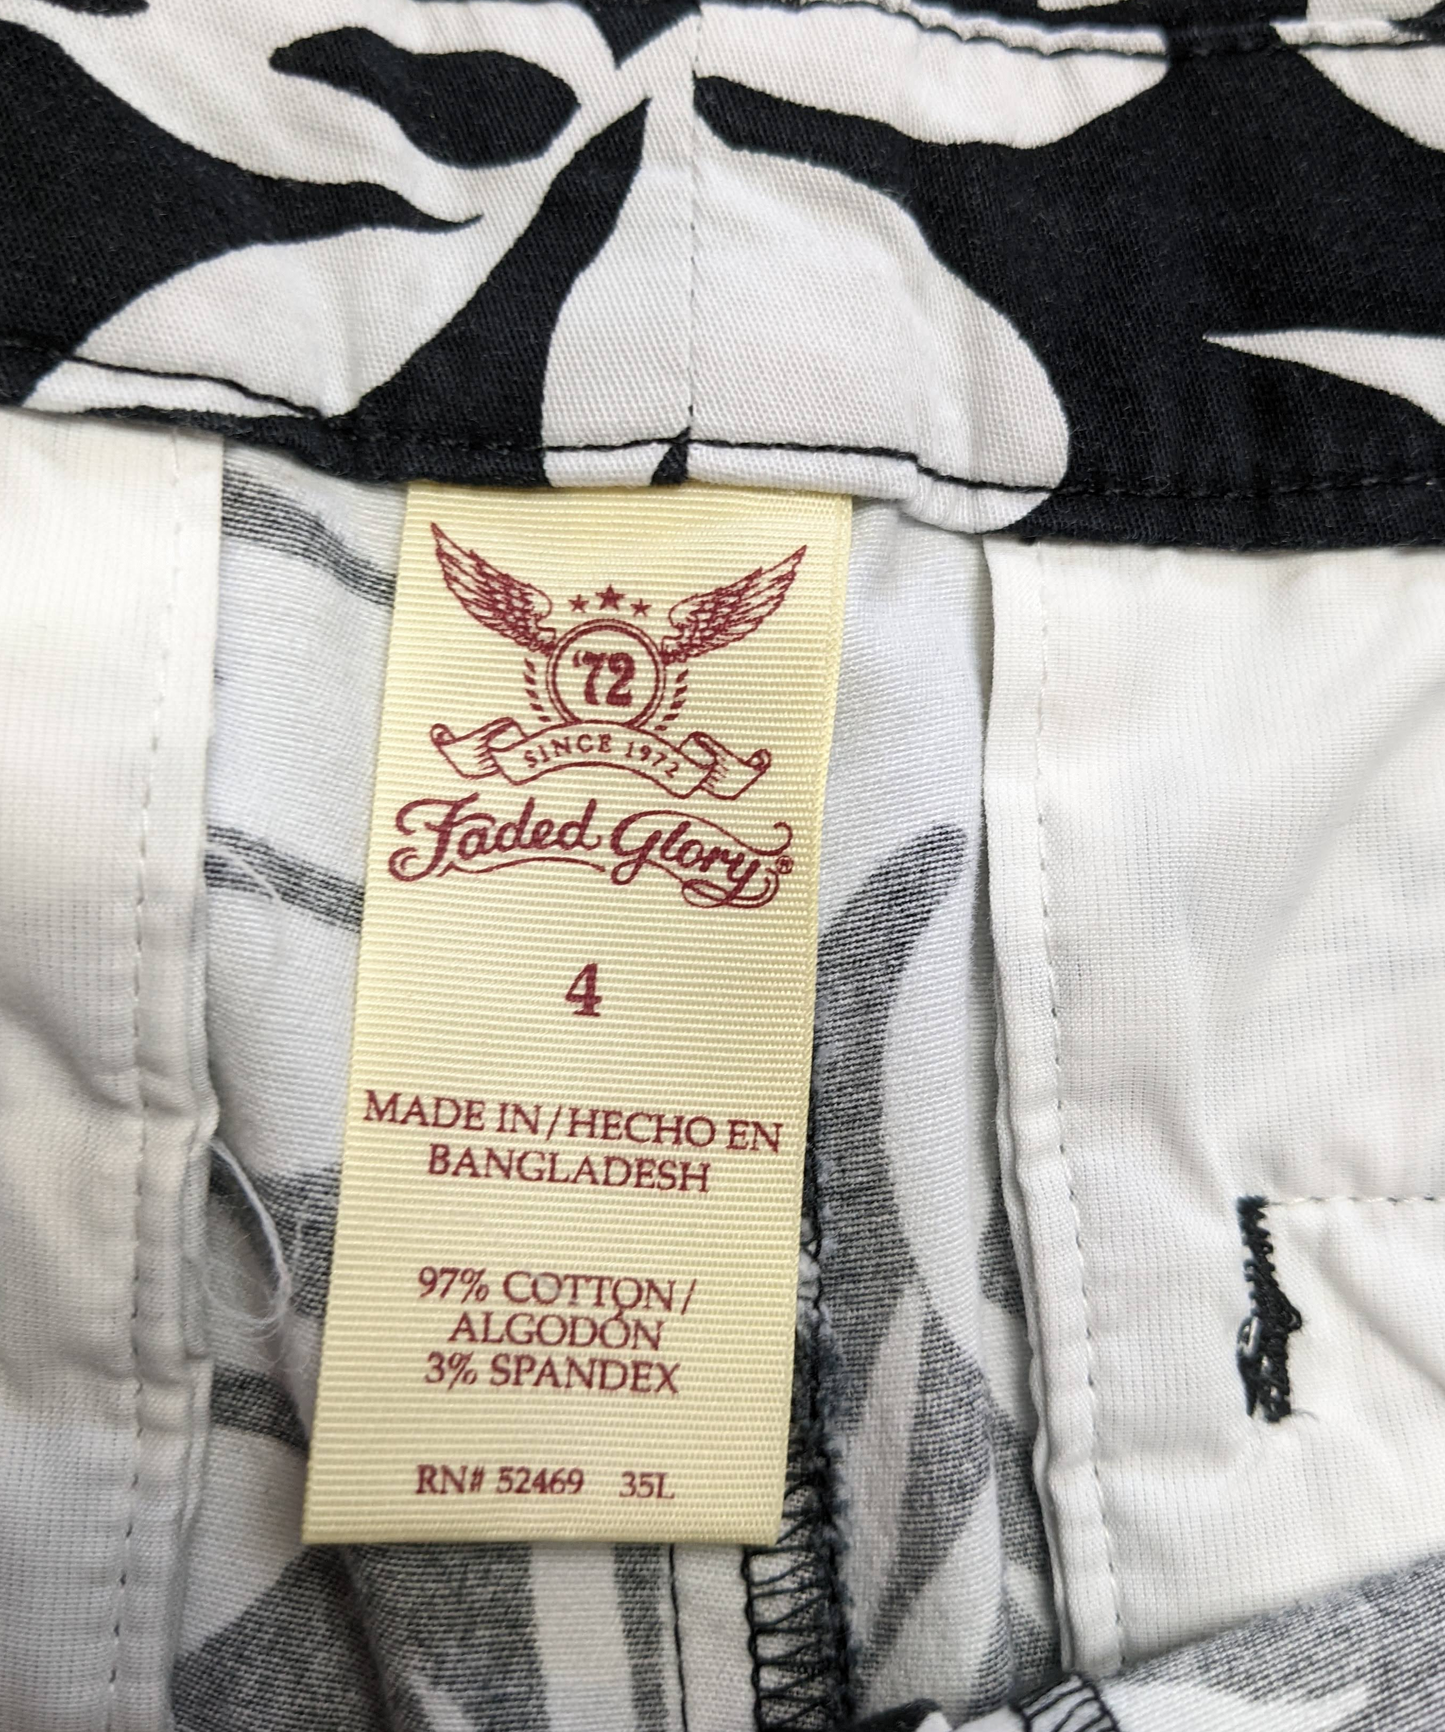 '72
SINCE 1972
Faded Glory®
4
MADE IN/HECHO EN
BANGLADESH
97% COTTON/
ALGODÓN
3% SPANDEX
RN# 52469 35L